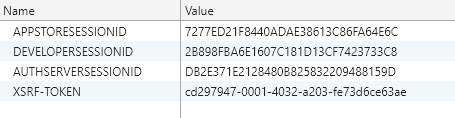 Name Value
APPSTORESESSIONID 7277ED21F8440ADAE38613C86FA64E6C
DEVELOPERSESSIONID 2B898FBA6E1607C181D13CF7423733C8
AUTHSERVERSESSIONID DB2E371E2128480B825832209488159D
XSRF-TOKEN cd297947-0001-4032-a203-fe73d6ce63ae